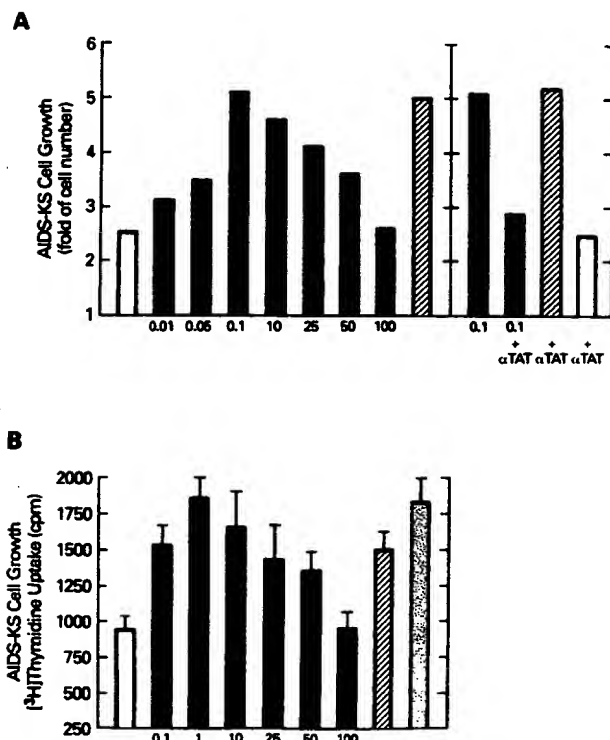 A
AIDS-KS Cell Growth
(fold of cell number)
6
5
4
3
2
1
0.01 0.05 0.1 10 25 50 100 0.1 0.1
+ + +
αTAT αTAT αTAT
B
AIDS-KS Cell Growth
[³H]Thymidine Uptake (cpm)
2000
1750
1500
1250
1000
750
500
250
0.1 1 10 25 50 100